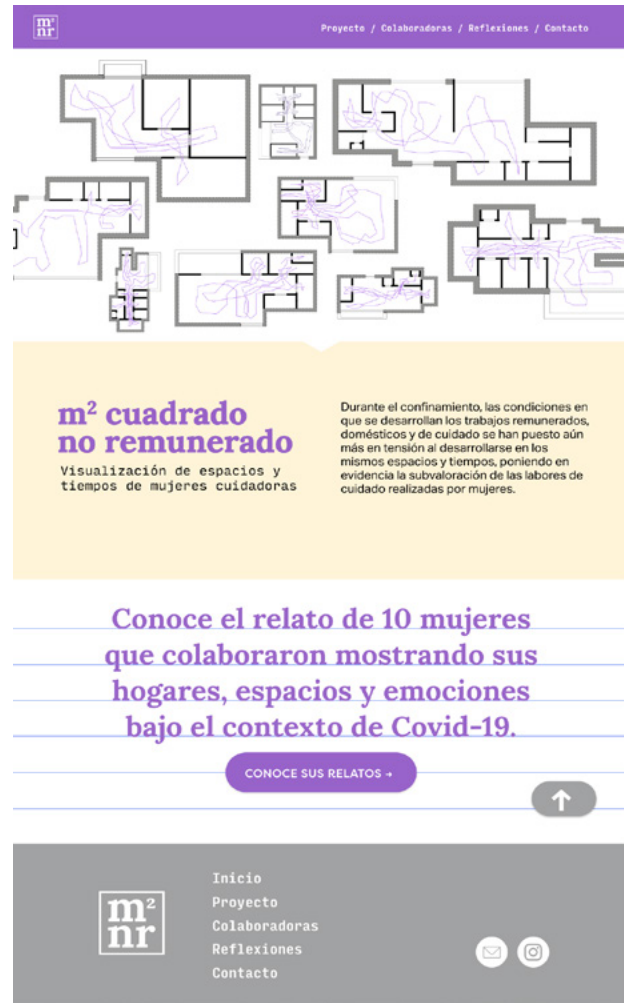 m²
nr
Proyecto / Colaboradoras / Reflexiones / Contacto
m² cuadrado
no remunerado
Visualización de espacios y
tiempos de mujeres cuidadoras
Durante el confinamiento, las condiciones en
que se desarrollan los trabajos remunerados,
domésticos y de cuidado se han puesto aún
más en tensión al desarrollarse en los
mismos espacios y tiempos, poniendo en
evidencia la subvaloración de las labores de
cuidado realizadas por mujeres.
Conoce el relato de 10 mujeres
que colaboraron mostrando sus
hogares, espacios y emociones
bajo el contexto de Covid-19.
CONOCE SUS RELATOS →
m²
nr
Inicio
Proyecto
Colaboradoras
Reflexiones
Contacto